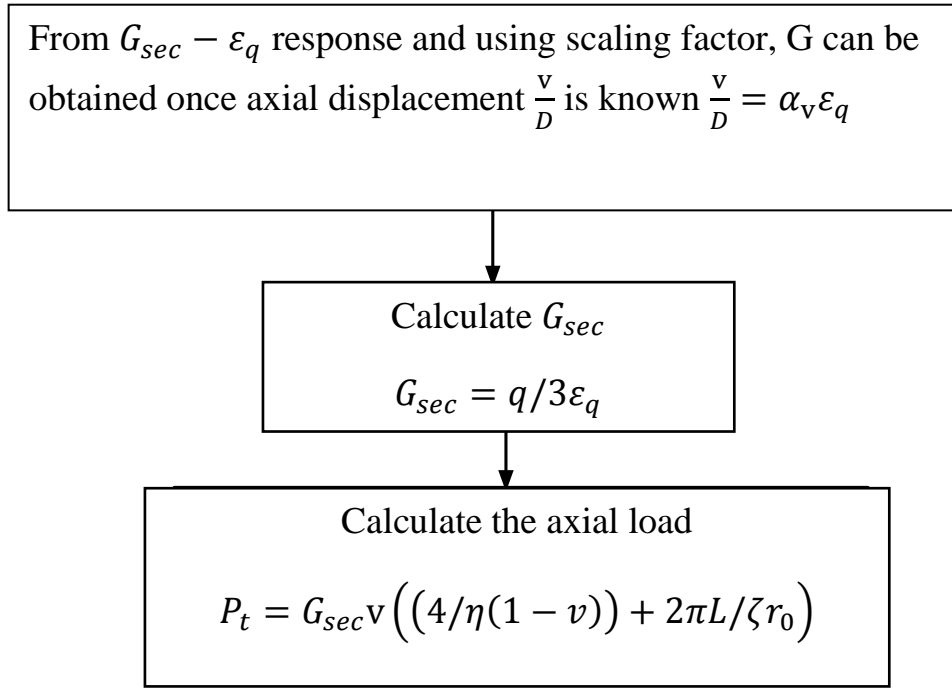 From G_sec − ε_q response and using scaling factor, G can be
obtained once axial displacement v/D is known v/D = α_v ε_q
Calculate G_sec
G_sec = q/3ε_q
Calculate the axial load
P_t = G_sec v((4/η(1 − ν)) + 2πL/ζr_0)